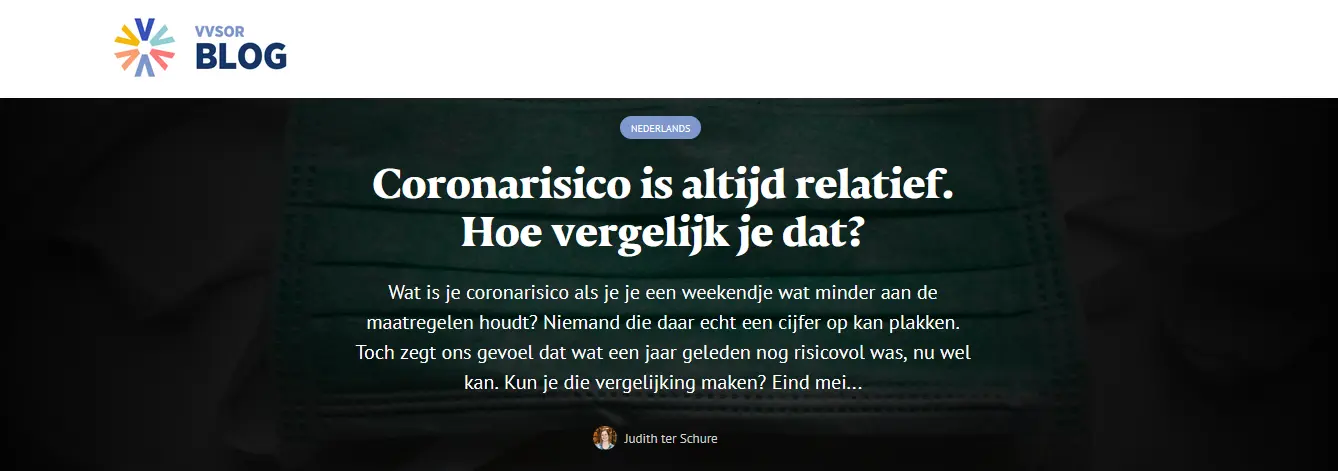 VVSOR
BLOG
NEDERLANDS
Coronarisico is altijd relatief.
Hoe vergelijk je dat?
Wat is je coronarisico als je je een weekendje wat minder aan de
maatregelen houdt? Niemand die daar echt een cijfer op kan plakken.
Toch zegt ons gevoel dat wat een jaar geleden nog risicovol was, nu wel
kan. Kun je die vergelijking maken? Eind mei...
Judith ter Schure